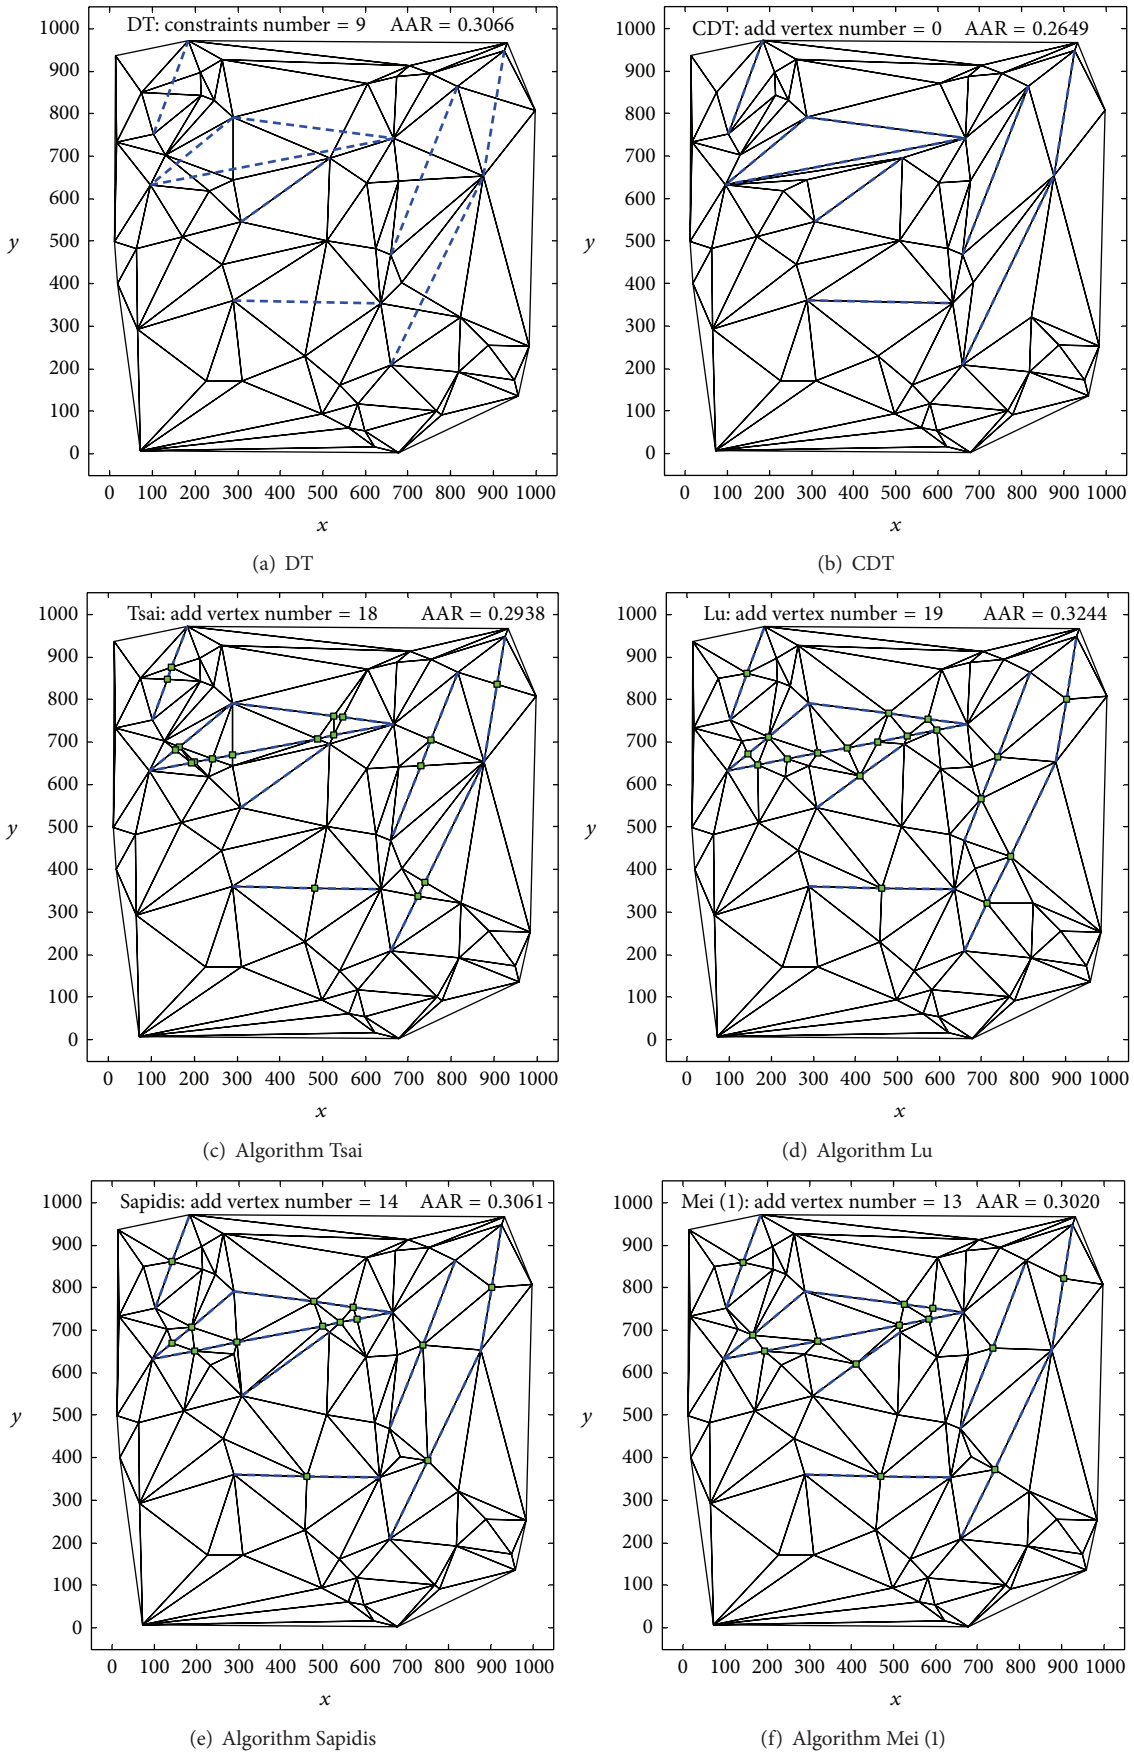 DT: constraints number = 9 AAR = 0.3066
1000
900
800
700
600
500
400
300
200
100
0
y
0 100 200 300 400 500 600 700 800 900 1000
x
(a) DT
CDT: add vertex number = 0 AAR = 0.2649
1000
900
800
700
600
500
400
300
200
100
0
y
0 100 200 300 400 500 600 700 800 900 1000
x
(b) CDT
Tsai: add vertex number = 18 AAR = 0.2938
1000
900
800
700
600
500
400
300
200
100
0
y
0 100 200 300 400 500 600 700 800 900 1000
x
(c) Algorithm Tsai
Lu: add vertex number = 19 AAR = 0.3244
1000
900
800
700
600
500
400
300
200
100
0
y
0 100 200 300 400 500 600 700 800 900 1000
x
(d) Algorithm Lu
Sapidis: add vertex number = 14 AAR = 0.3061
1000
900
800
700
600
500
400
300
200
100
0
y
0 100 200 300 400 500 600 700 800 900 1000
x
(e) Algorithm Sapidis
Mei (1): add vertex number = 13 AAR = 0.3020
1000
900
800
700
600
500
400
300
200
100
0
y
0 100 200 300 400 500 600 700 800 900 1000
x
(f) Algorithm Mei (1)